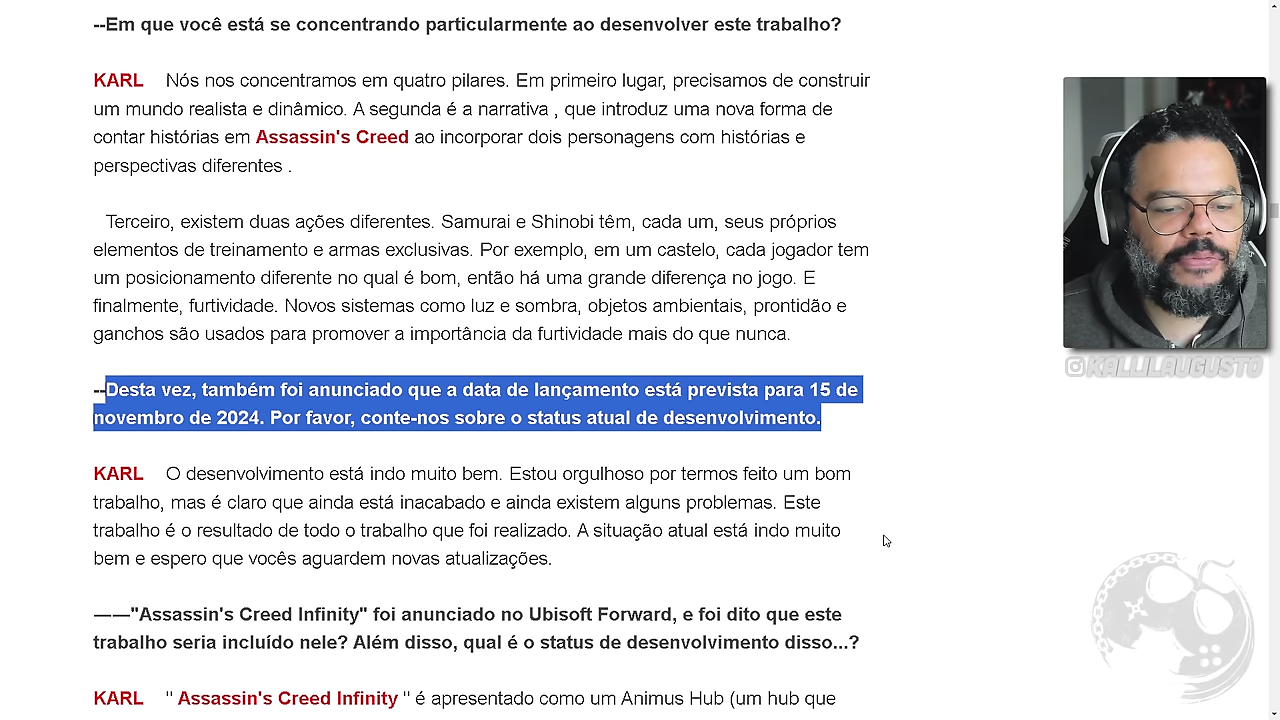 --Em que você está se concentrando particularmente ao desenvolver este trabalho?
KARL Nós nos concentramos em quatro pilares. Em primeiro lugar, precisamos de construir
um mundo realista e dinâmico. A segunda é a narrativa , que introduz uma nova forma de
contar histórias em Assassin's Creed ao incorporar dois personagens com histórias e
perspectivas diferentes .
Terceiro, existem duas ações diferentes. Samurai e Shinobi têm, cada um, seus próprios
elementos de treinamento e armas exclusivas. Por exemplo, em um castelo, cada jogador tem
um posicionamento diferente no qual é bom, então há uma grande diferença no jogo. E
finalmente, furtividade. Novos sistemas como luz e sombra, objetos ambientais, prontidão e
ganchos são usados para promover a importância da furtividade mais do que nunca.
--Desta vez, também foi anunciado que a data de lançamento está prevista para 15 de
novembro de 2024. Por favor, conte-nos sobre o status atual de desenvolvimento.
KARL O desenvolvimento está indo muito bem. Estou orgulhoso por termos feito um bom
trabalho, mas é claro que ainda está inacabado e ainda existem alguns problemas. Este
trabalho é o resultado de todo o trabalho que foi realizado. A situação atual está indo muito
bem e espero que vocês aguardem novas atualizações.
——"Assassin's Creed Infinity" foi anunciado no Ubisoft Forward, e foi dito que este
trabalho seria incluído nele? Além disso, qual é o status de desenvolvimento disso...?
KARL " Assassin's Creed Infinity " é apresentado como um Animus Hub (um hub que
@KALLILAUGUSTO